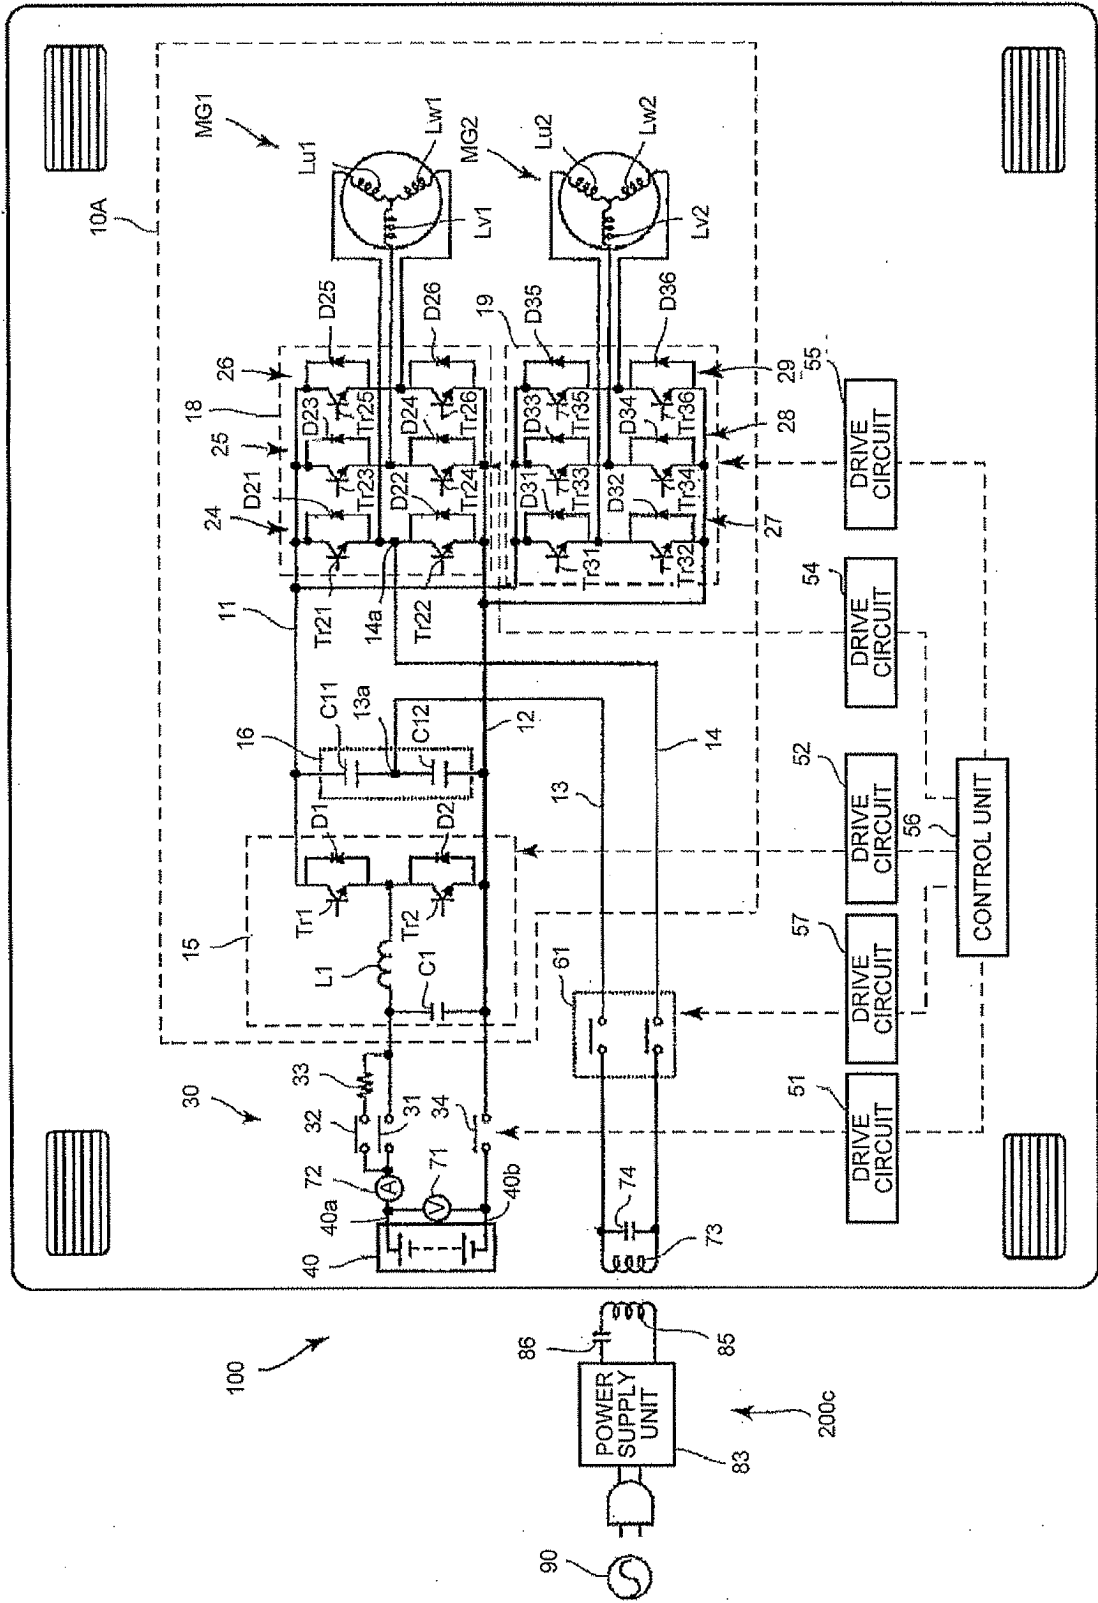 10A
MG1
Lu1
Lw1
Lv1
MG2
Lu2
Lw2
Lv2
D25
D26
D35
D36
19
26
18
D23
Tr25
D24
Tr26
D33
Tr35
D34
Tr36
29
55
25
D21
Tr23
D22
Tr24
D31
Tr33
D32
Tr34
28
24
Tr31
Tr32
27
11
Tr21
14a
Tr22
54
16
C11
13a
C12
12
13
14
52
56
15
D1
Tr1
D2
Tr2
L1
C1
61
57
30
33
32
31
34
51
72
A
71
V
40a
40b
40
74
73
DRIVE CIRCUIT
DRIVE CIRCUIT
DRIVE CIRCUIT
DRIVE CIRCUIT
DRIVE CIRCUIT
CONTROL UNIT
100
86
85
POWER
SUPPLY
UNIT
83
200c
90